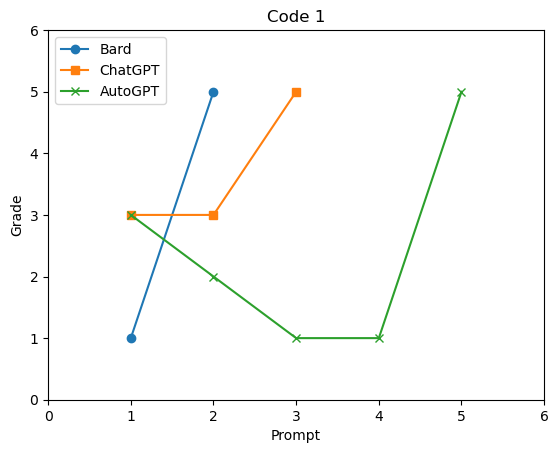 Code 1
Bard
ChatGPT
AutoGPT
6
5
4
3
2
1
0
Grade
0 1 2 3 4 5 6
Prompt